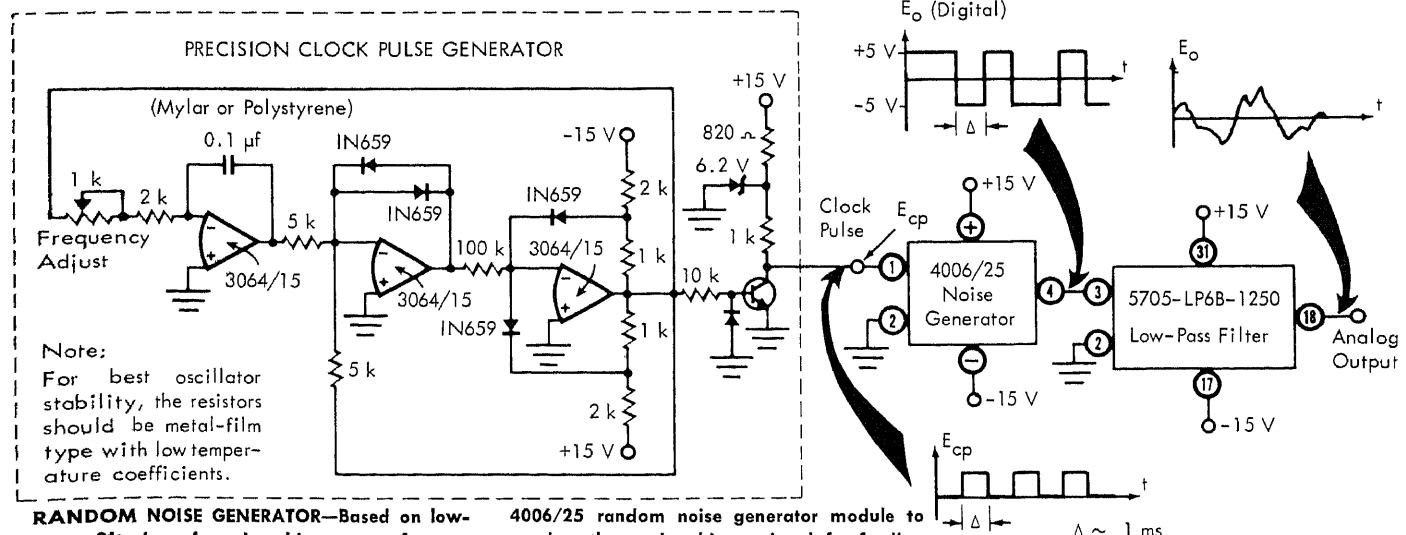 PRECISION CLOCK PULSE GENERATOR
(Mylar or Polystyrene)
0.1 µf
1 k
2 k
Frequency
Adjust
3064/15
5 k
IN659
IN659
3064/15
100 k
IN659
3064/15
IN659
-15 V
2 k
1 k
1 k
2 k
+15 V
5 k
10 k
+15 V
820 Ω
6.2 V
1 k
Note:
For best oscillator
stability, the resistors
should be metal-film
type with low temper-
ature coefficients.
Clock
Pulse
Ecp
1
2
+15 V
+
4006/25
Noise
Generator
−
-15 V
4
3
2
+15 V
31
5705-LP6B-1250
Low-Pass Filter
17
-15 V
18
Analog
Output
Eo (Digital)
+5 V
-5 V
t
Δ
Eo
t
Ecp
t
Δ
Δ ~ 1 ms
RANDOM NOISE GENERATOR—Based on low-
4006/25 random noise generator module to